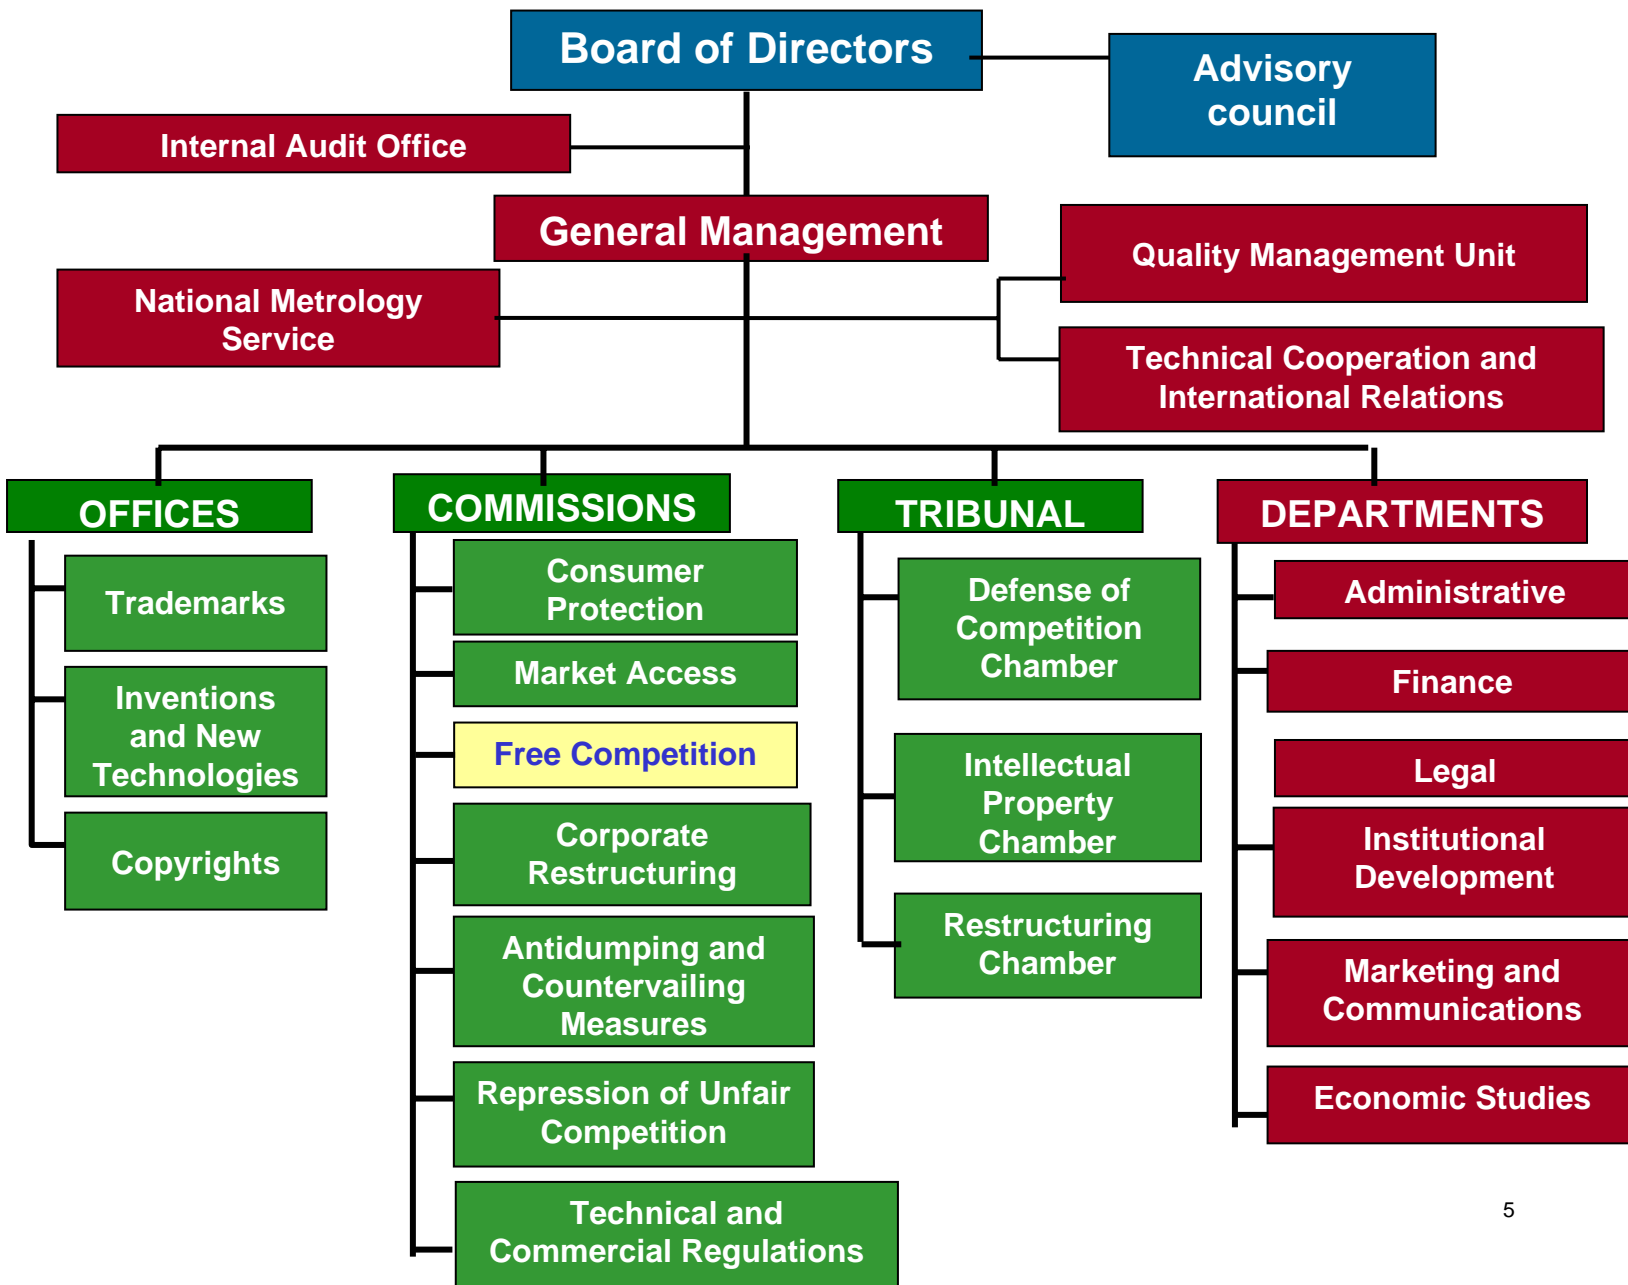 Board of Directors
Advisory
council
Internal Audit Office
General Management
Quality Management Unit
National Metrology
Service
Technical Cooperation and
International Relations
OFFICES
Trademarks
Inventions
and New
Technologies
Copyrights
COMMISSIONS
Consumer
Protection
Market Access
Free Competition
Corporate
Restructuring
Antidumping and
Countervailing
Measures
Repression of Unfair
Competition
Technical and
Commercial Regulations
TRIBUNAL
Defense of
Competition
Chamber
Intellectual
Property
Chamber
Restructuring
Chamber
DEPARTMENTS
Administrative
Finance
Legal
Institutional
Development
Marketing and
Communications
Economic Studies
5